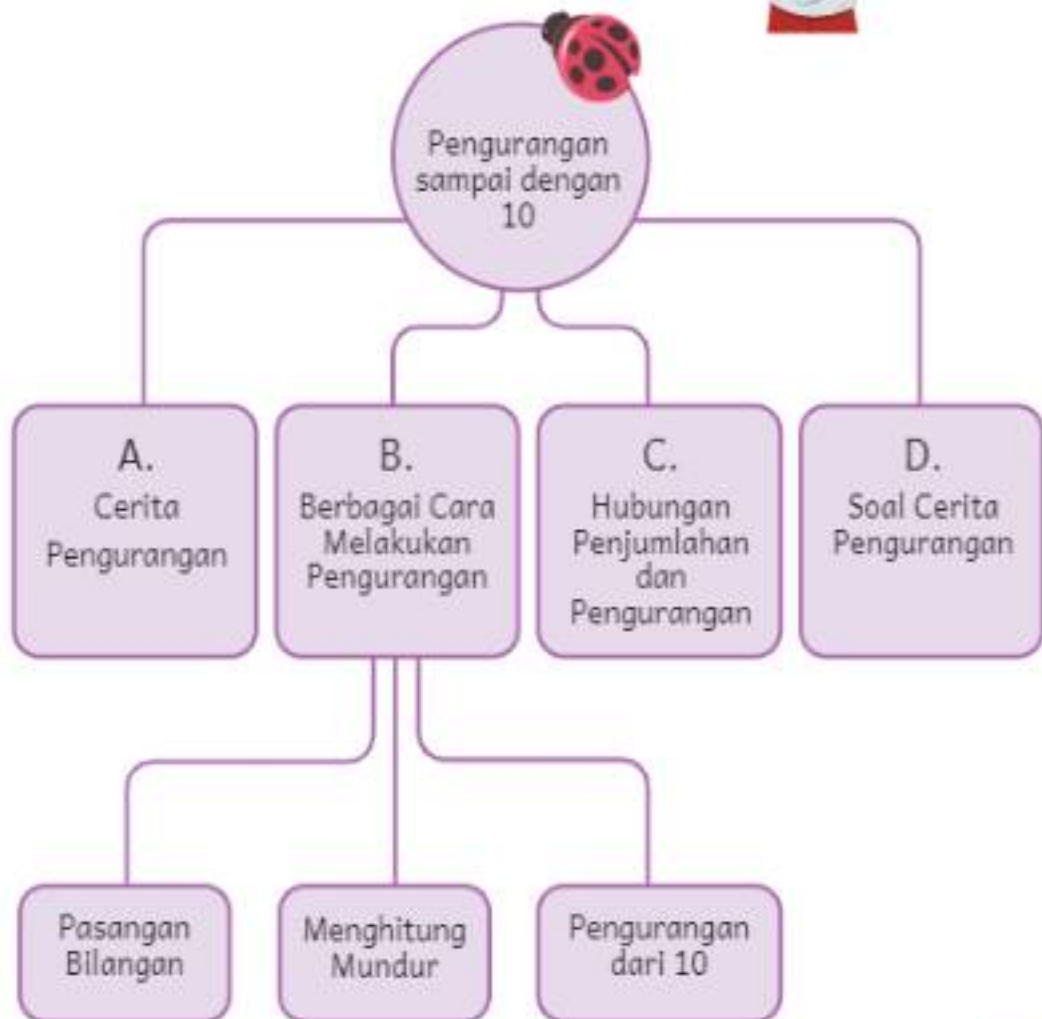 Pengurangan
sampai dengan
10
A.
Cerita
Pengurangan
B.
Berbagai Cara
Melakukan
Pengurangan
C.
Hubungan
Penjumlahan
dan
Pengurangan
D.
Soal Cerita
Pengurangan
Pasangan
Bilangan
Menghitung
Mundur
Pengurangan
dari 10